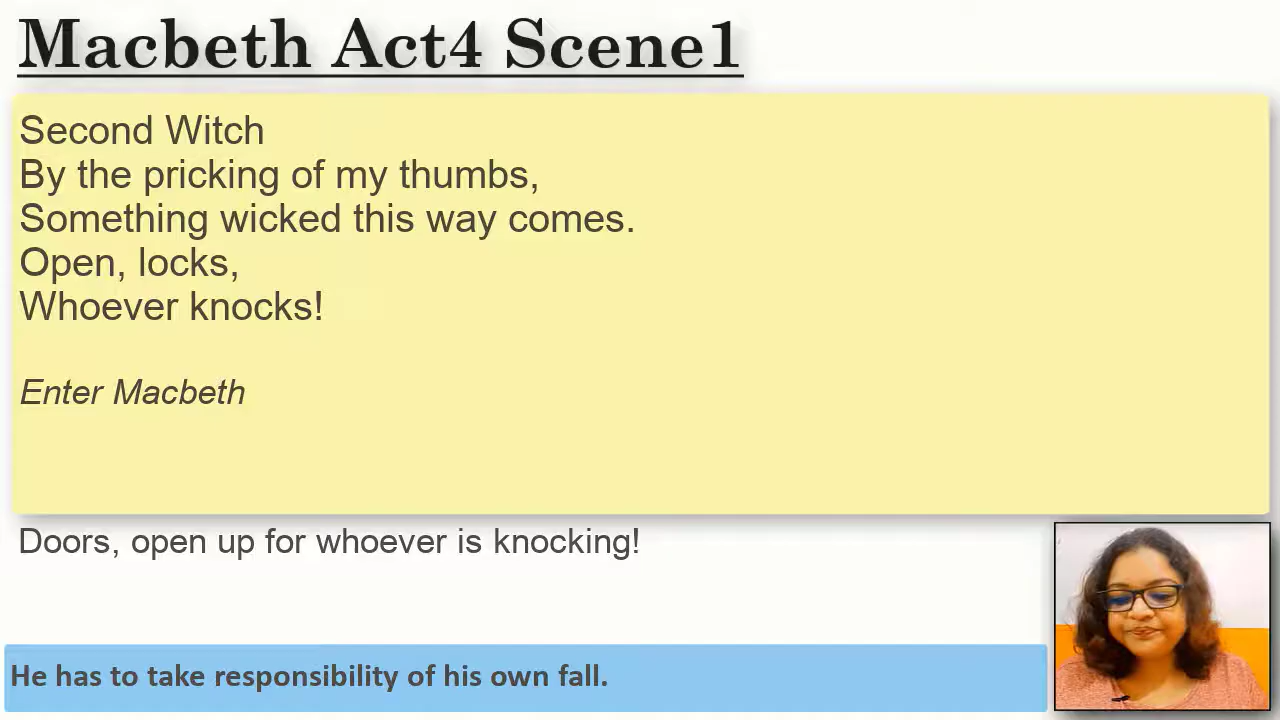 Macbeth Act4 Scene1
Second Witch
By the pricking of my thumbs,
Something wicked this way comes.
Open, locks,
Whoever knocks!
Enter Macbeth
Doors, open up for whoever is knocking!
He has to take responsibility of his own fall.